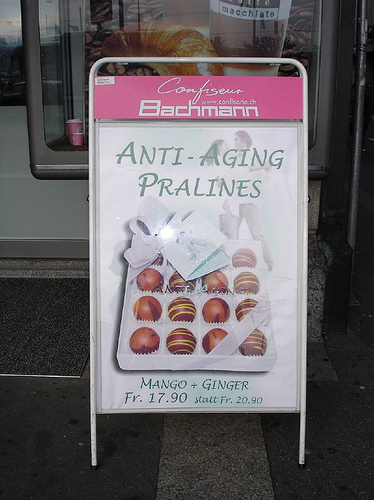 macchiato
Confiseur
www.confiserie.ch
Bachmann
ANTI-AGING
PRALINES
MANGO + GINGER
Fr. 17.90 statt Fr. 20.90